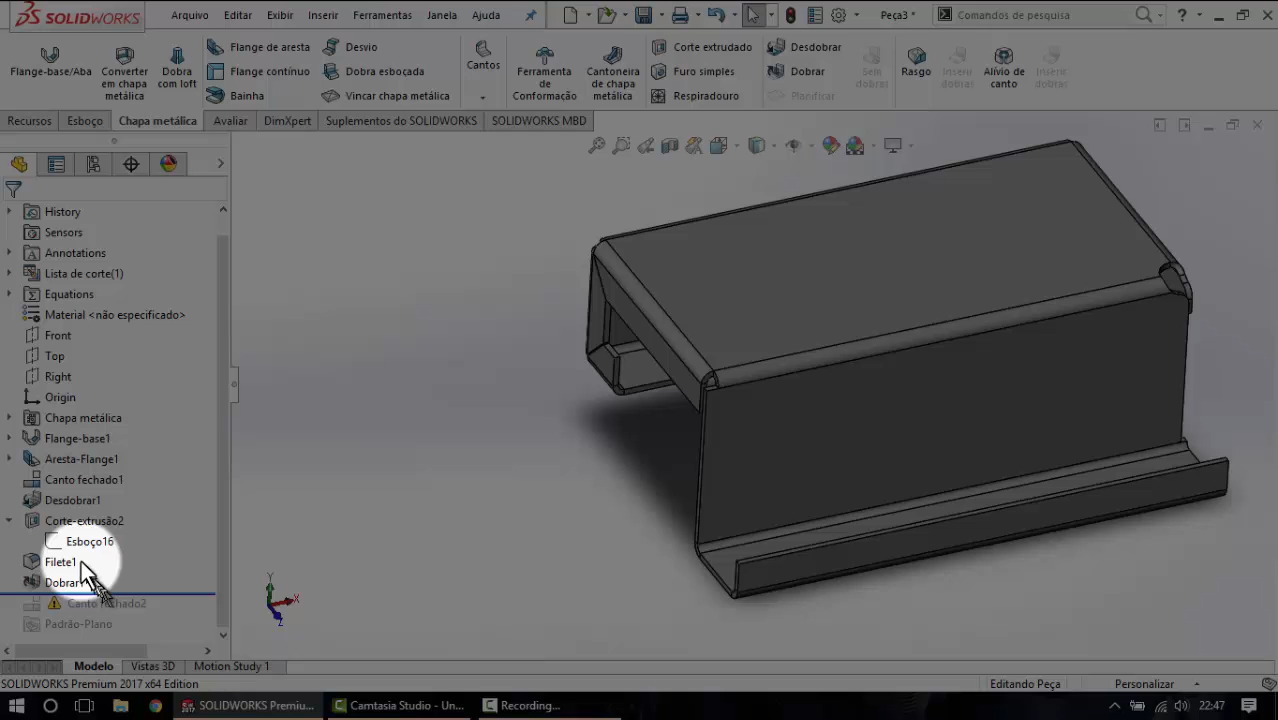 SOLIDWORKS
Arquivo Editar Exibir Inserir Ferramentas Janela Ajuda
Peça3 *
Comandos de pesquisa
Flange-base/Aba
Converter em chapa metálica
Dobra com loft
Flange de aresta
Flange contínuo
Bainha
Desvio
Dobra esboçada
Vincar chapa metálica
Cantos
Ferramenta de Conformação
Cantoneira de chapa metálica
Corte extrudado
Furo simples
Respiradouro
Desdobrar
Dobrar
Planificar
Sem dobrar
Rasgo
Inserir dobrar
Alívio de canto
Inserir dobrar
Recursos Esboço Chapa metálica Avaliar DimXpert Suplementos do SOLIDWORKS SOLIDWORKS MBD
History
Sensors
Annotations
Lista de corte(1)
Equations
Material <não especificado>
Front
Top
Right
Origin
Chapa metálica
Flange-base1
Aresta-Flange1
Canto fechado1
Desdobrar1
Corte-extrusão2
Esboço16
Filete1
Dobrar1
Canto fechado2
Padrão-Plano
Y
X
Z
Modelo Vistas 3D Motion Study 1
SOLIDWORKS Premium 2017 x64 Edition
Editando Peça
Personalizar
SOLIDWORKS Premiu...
Camtasia Studio - Un...
Recording...
22:47